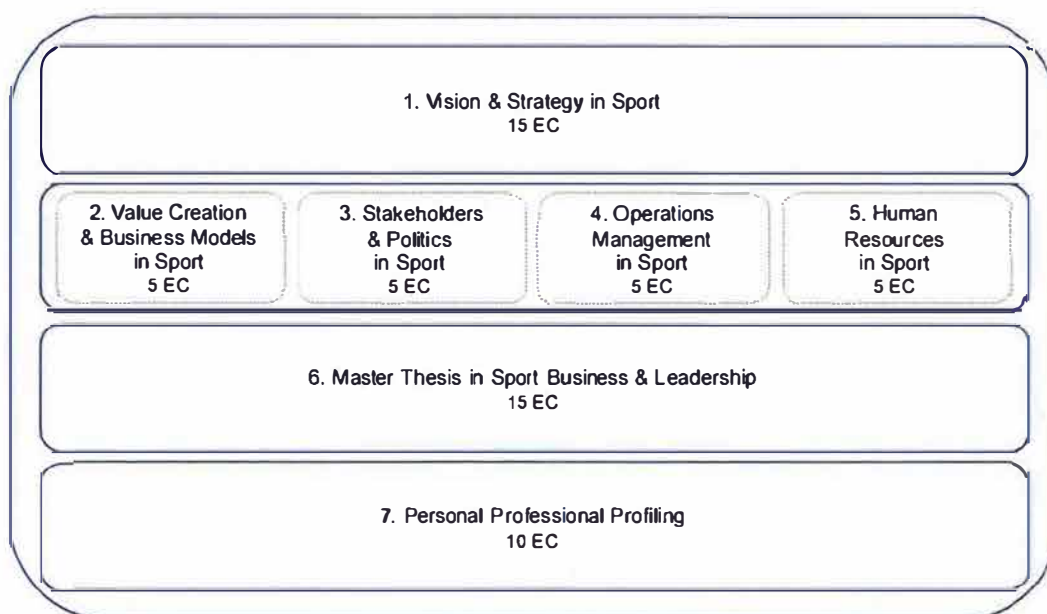 1. Vision & Strategy in Sport
15 EC
2. Value Creation
& Business Models
in Sport
5 EC
3. Stakeholders
& Politics
in Sport
5 EC
4. Operations
Management
in Sport
5 EC
5. Human
Resources
in Sport
5 EC
6. Master Thesis in Sport Business & Leadership
15 EC
7. Personal Professional Profiling
10 EC